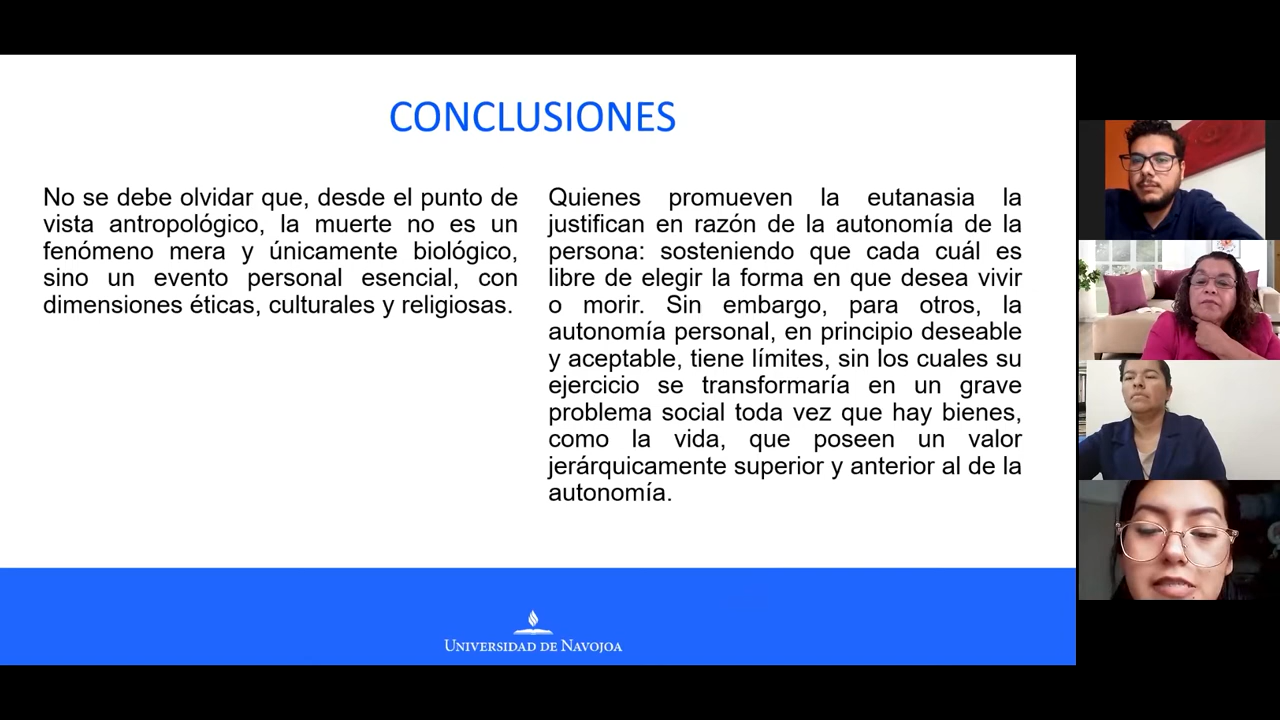 CONCLUSIONES
No se debe olvidar que, desde el punto de
vista antropológico, la muerte no es un
fenómeno mera y únicamente biológico,
sino un evento personal esencial, con
dimensiones éticas, culturales y religiosas.
Quienes promueven la eutanasia la
justifican en razón de la autonomía de la
persona: sosteniendo que cada cuál es
libre de elegir la forma en que desea vivir
o morir. Sin embargo, para otros, la
autonomía personal, en principio deseable
y aceptable, tiene límites, sin los cuales su
ejercicio se transformaría en un grave
problema social toda vez que hay bienes,
como la vida, que poseen un valor
jerárquicamente superior y anterior al de la
autonomía.
UNIVERSIDAD DE NAVOJOA